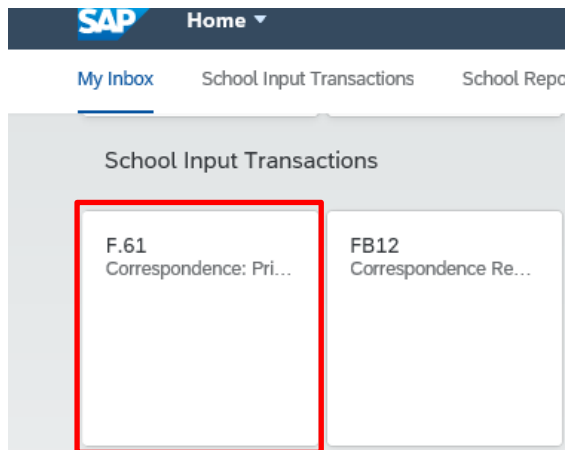 SAP Home
My Inbox School Input Transactions School Repo
School Input Transactions
F.61 FB12
Correspondence: Pri... Correspondence Re...